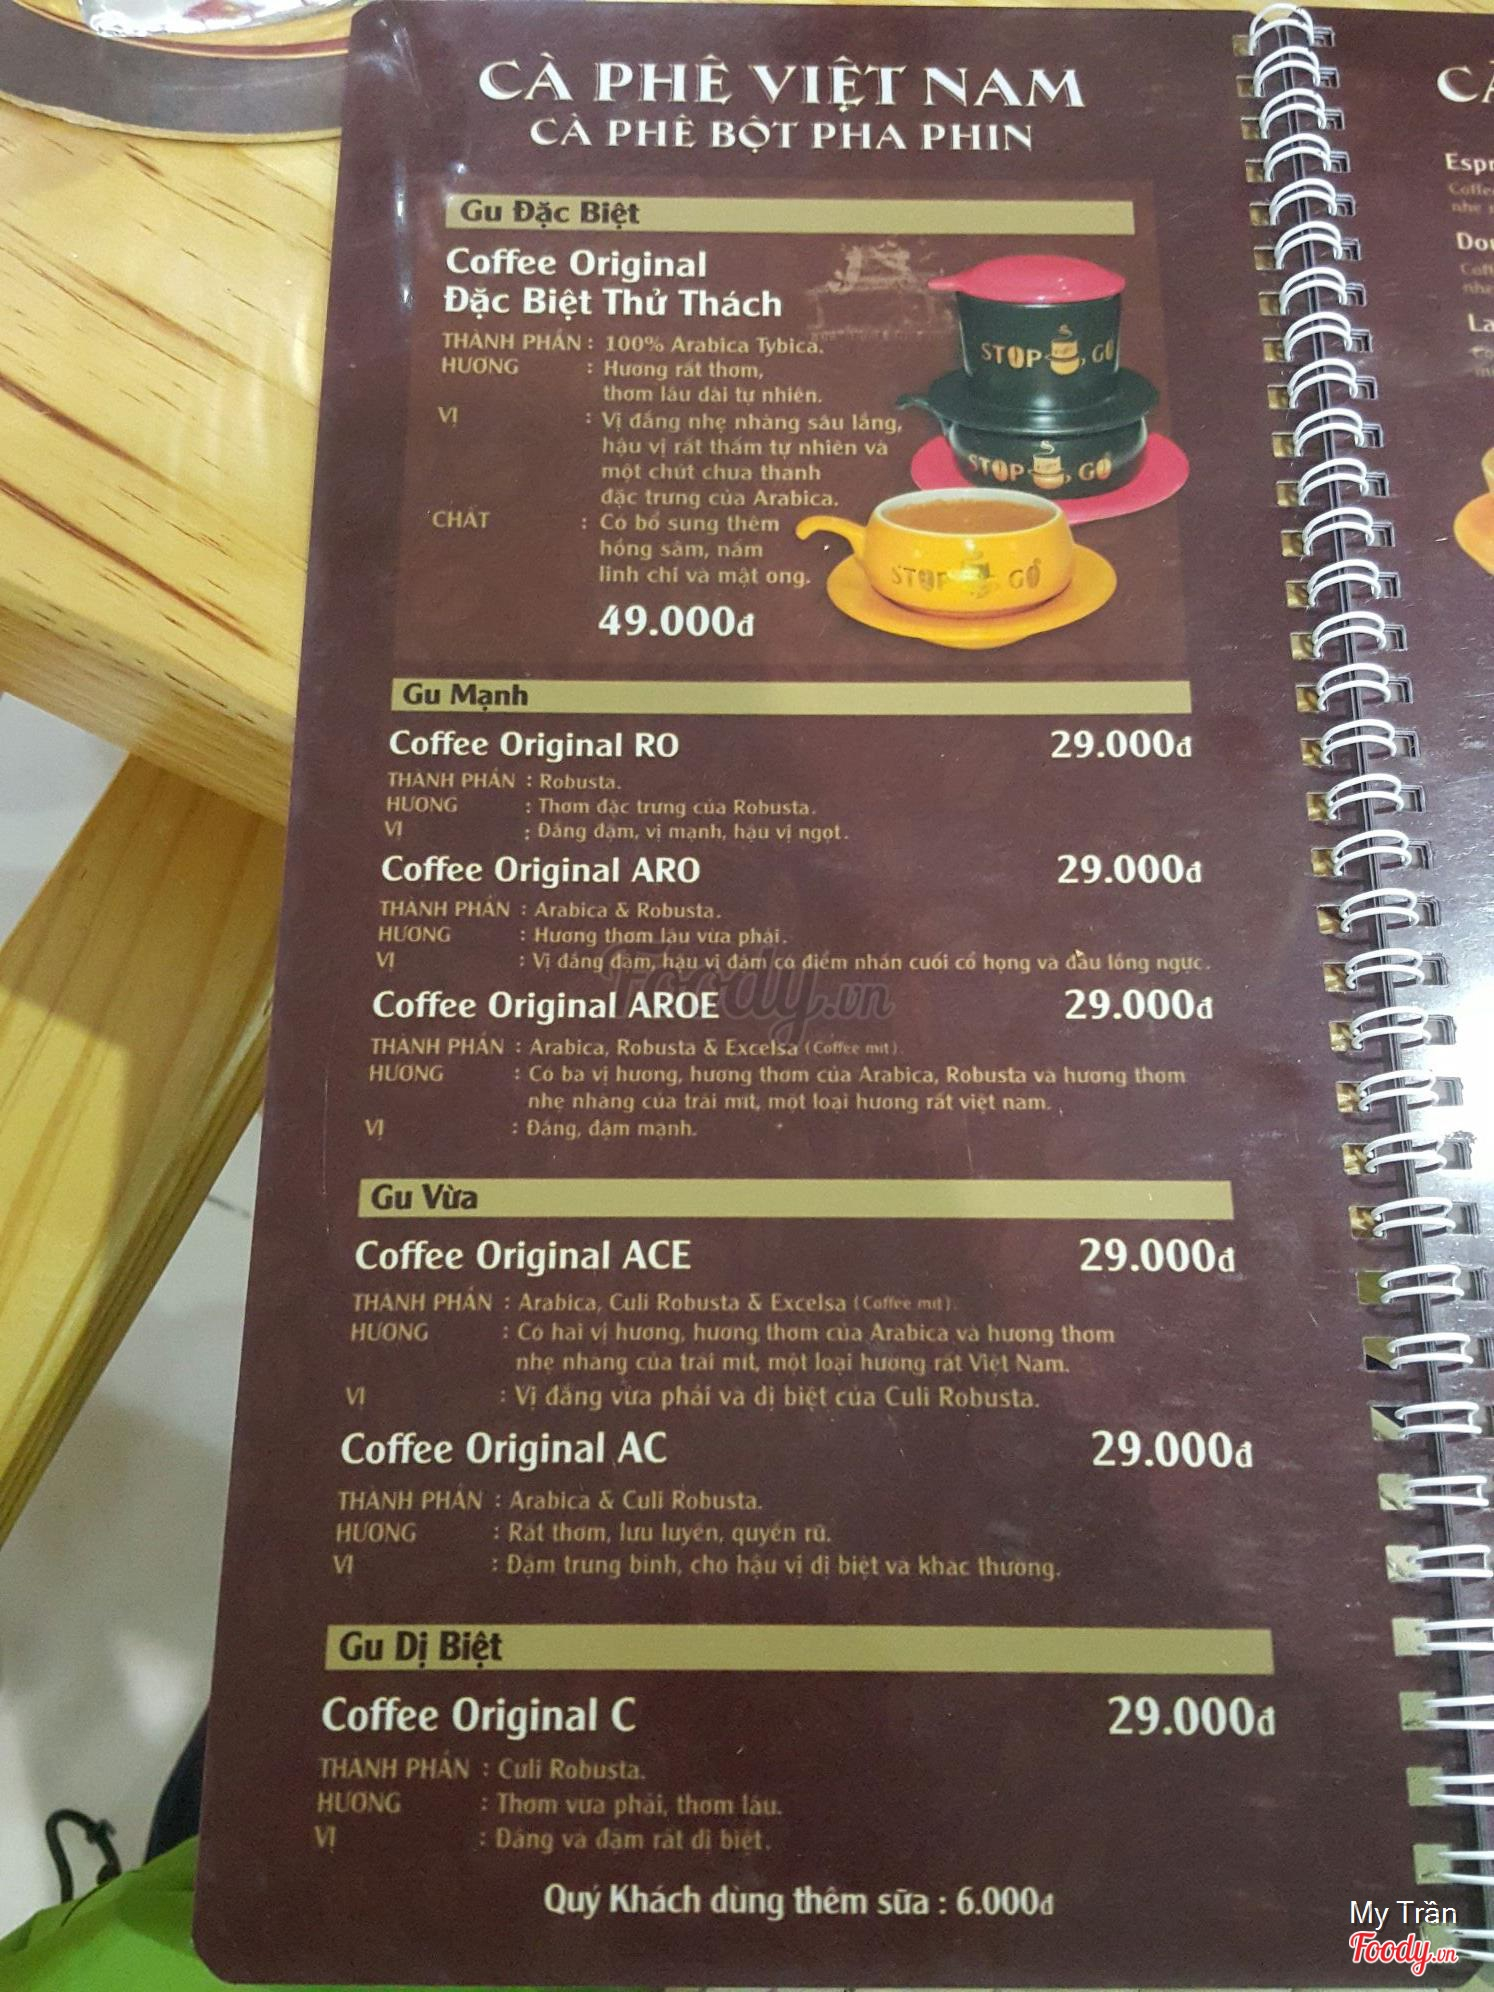 CÀ PHÊ VIỆT NAM
CÀ PHÊ BỘT PHA PHIN
Gu Đặc Biệt
Coffee Original
Đặc Biệt Thử Thách
THÀNH PHẦN : 100% Arabica Tybica.
HƯƠNG : Hương rất thơm,
thơm lâu dài tự nhiên.
VỊ : Vị đắng nhẹ nhàng sâu lắng,
hậu vị rất thấm tự nhiên và
một chút chua thanh
đặc trưng của Arabica.
CHẤT : Có bổ sung thêm
hồng sâm, nấm
linh chi và mật ong.
49.000đ
STOP GO
STOP GO
STOP GO
Gu Mạnh
Coffee Original RO 29.000đ
THÀNH PHẦN : Robusta.
HƯƠNG : Thơm đặc trưng của Robusta.
VỊ : Đắng đậm, vị mạnh, hậu vị ngọt.
Coffee Original ARO 29.000đ
THÀNH PHẦN : Arabica & Robusta.
HƯƠNG : Hương thơm lâu vừa phải.
VỊ : Vị đắng đậm, hậu vị đậm có điểm nhấn cuối cổ họng và đầu lồng ngực.
Coffee Original AROE 29.000đ
THÀNH PHẦN : Arabica, Robusta & Excelsa (Coffee mít).
HƯƠNG : Có ba vị hương, hương thơm của Arabica, Robusta và hương thơm
nhẹ nhàng của trái mít, một loại hương rất việt nam.
VỊ : Đắng, đậm mạnh.
Gu Vừa
Coffee Original ACE 29.000đ
THÀNH PHẦN : Arabica, Culi Robusta & Excelsa (Coffee mít).
HƯƠNG : Có hai vị hương, hương thơm của Arabica và hương thơm
nhẹ nhàng của trái mít, một loại hương rất Việt Nam.
VỊ : Vị đắng vừa phải và dị biệt của Culi Robusta.
Coffee Original AC 29.000đ
THÀNH PHẦN : Arabica & Culi Robusta.
HƯƠNG : Rất thơm, lưu luyến, quyến rũ.
VỊ : Đậm trung bình, cho hậu vị dị biệt và khác thường.
Gu Dị Biệt
Coffee Original C 29.000đ
THÀNH PHẦN : Culi Robusta.
HƯƠNG : Thơm vừa phải, thơm lâu.
VỊ : Đắng và đậm rất dị biệt.
Quý Khách dùng thêm sữa : 6.000đ
Foody.vn
My Trần
Foody.vn